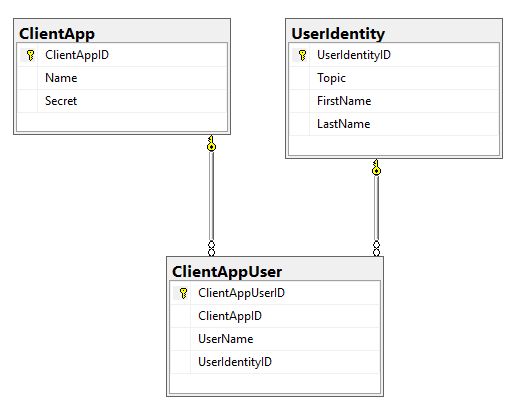 ClientApp
ClientAppID
Name
Secret
UserIdentity
UserIdentityID
Topic
FirstName
LastName
ClientAppUser
ClientAppUserID
ClientAppID
UserName
UserIdentityID